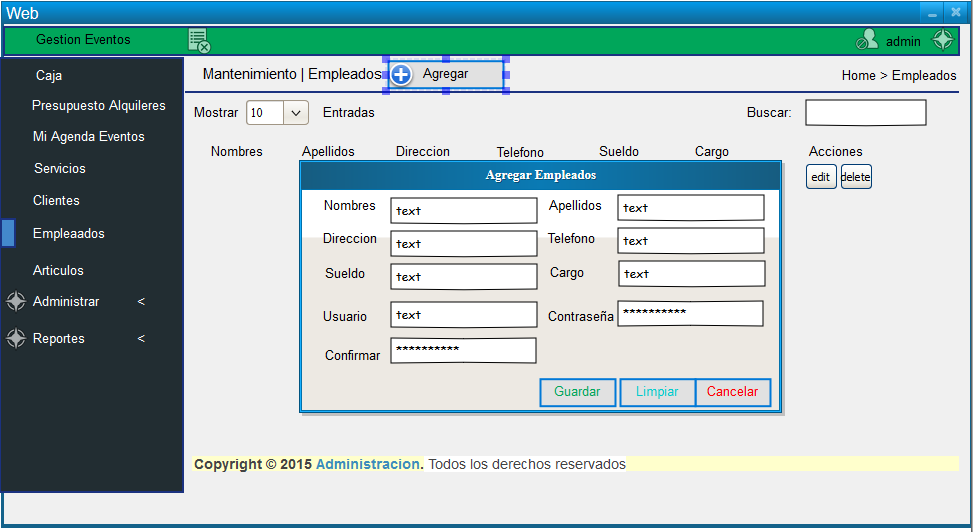 Web
Gestion Eventos
admin
Caja
Presupuesto Alquileres
Mi Agenda Eventos
Servicios
Clientes
Empleaados
Articulos
Administrar <
Reportes <
Mantenimiento | Empleados Agregar Home > Empleados
Mostrar 10 Entradas Buscar:
Nombres Apellidos Direccion Telefono Sueldo Cargo Acciones
edit delete
Agregar Empleados
Nombres text Apellidos text
Direccion text Telefono text
Sueldo text Cargo text
Usuario text Contraseña **********
Confirmar **********
Guardar Limpiar Cancelar
Copyright © 2015 Administracion. Todos los derechos reservados